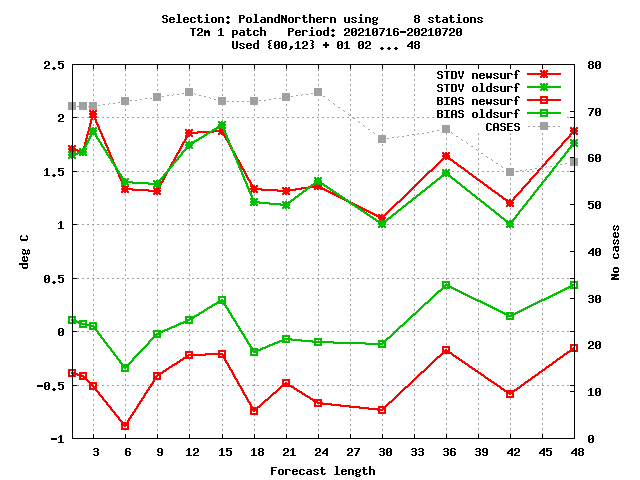 Selection: PolandNorthern using     8 stations
T2m 1 patch   Period: 20210716-20210720
Used {00,12} + 01 02 ... 48
STDV newsurf
STDV oldsurf
BIAS newsurf
BIAS oldsurf
CASES
deg C
2.5
2
1.5
1
0.5
0
-0.5
-1
No cases
80
70
60
50
40
30
20
10
0
3 6 9 12 15 18 21 24 27 30 33 36 39 42 45 48
Forecast length